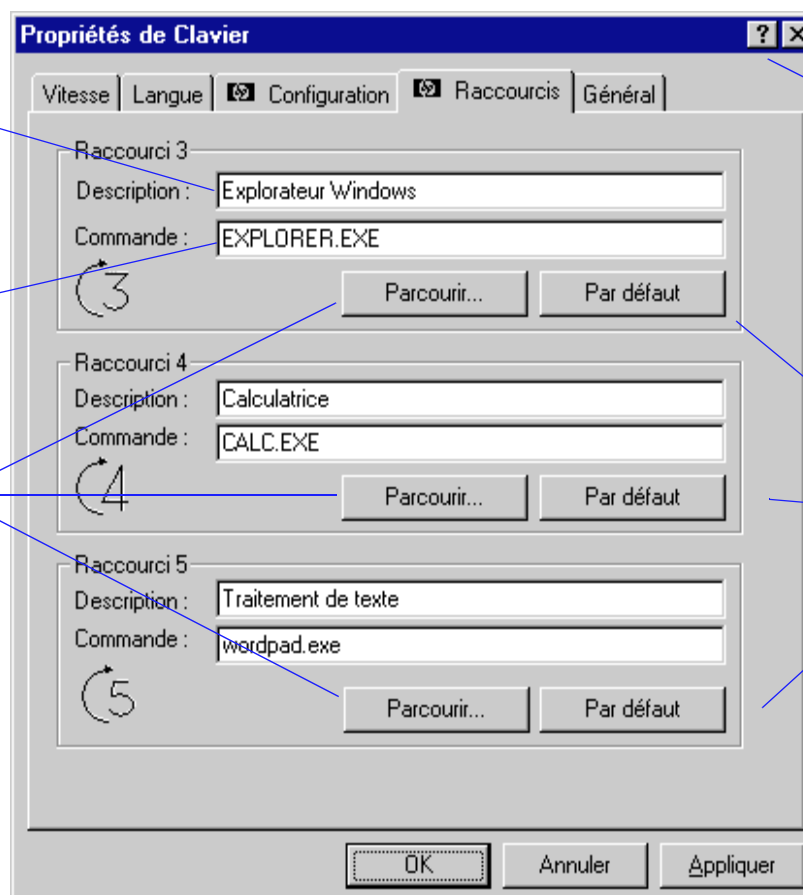 Propriétés de Clavier
Vitesse Langue Configuration Raccourcis Général
Raccourci 3
Description : Explorateur Windows
Commande : EXPLORER.EXE
3
Parcourir... Par défaut
Raccourci 4
Description : Calculatrice
Commande : CALC.EXE
4
Parcourir... Par défaut
Raccourci 5
Description : Traitement de texte
Commande : wordpad.exe
5
Parcourir... Par défaut
OK Annuler Appliquer